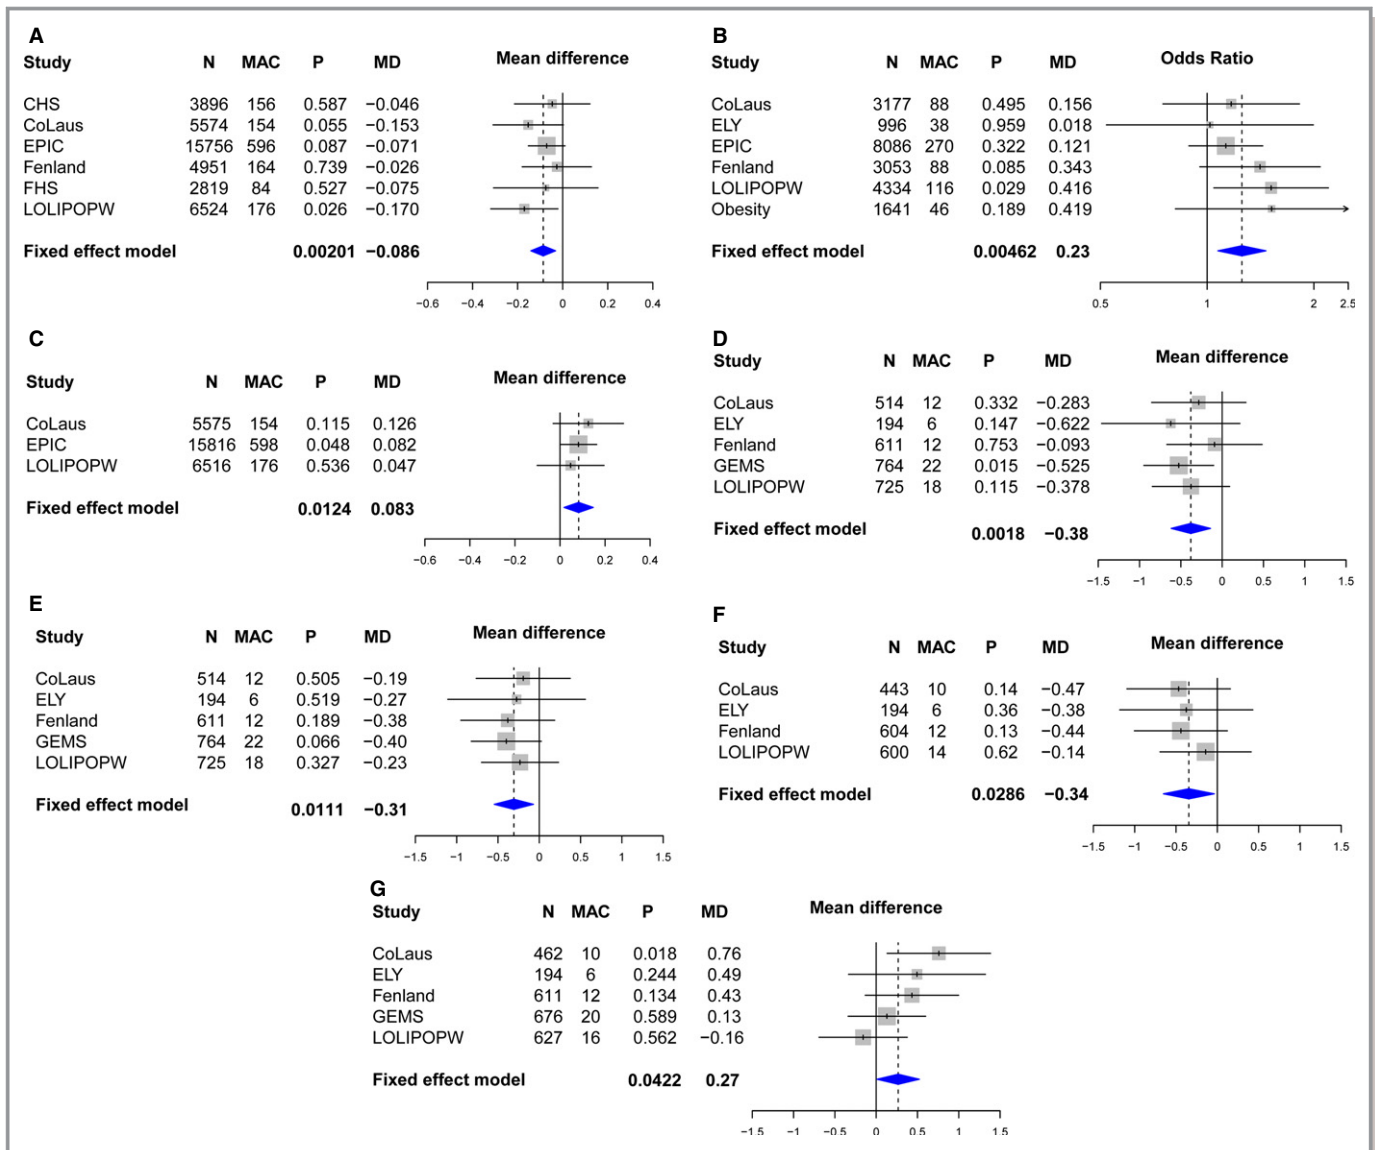 A
Study N MAC P MD Mean difference
CHS 3896 156 0.587 −0.046
CoLaus 5574 154 0.055 −0.153
EPIC 15756 596 0.087 −0.071
Fenland 4951 164 0.739 −0.026
FHS 2819 84 0.527 −0.075
LOLIPOPW 6524 176 0.026 −0.170
Fixed effect model 0.00201 −0.086
−0.6 −0.4 −0.2 0 0.2 0.4
B
Study N MAC P MD Odds Ratio
CoLaus 3177 88 0.495 0.156
ELY 996 38 0.959 0.018
EPIC 8086 270 0.322 0.121
Fenland 3053 88 0.085 0.343
LOLIPOPW 4334 116 0.029 0.416
Obesity 1641 46 0.189 0.419
Fixed effect model 0.00462 0.23
0.5 1 2 2.5
C
Study N MAC P MD Mean difference
CoLaus 5575 154 0.115 0.126
EPIC 15816 598 0.048 0.082
LOLIPOPW 6516 176 0.536 0.047
Fixed effect model 0.0124 0.083
−0.6 −0.4 −0.2 0 0.2 0.4
D
Study N MAC P MD Mean difference
CoLaus 514 12 0.332 −0.283
ELY 194 6 0.147 −0.622
Fenland 611 12 0.753 −0.093
GEMS 764 22 0.015 −0.525
LOLIPOPW 725 18 0.115 −0.378
Fixed effect model 0.0018 −0.38
−1.5 −1 −0.5 0 0.5 1 1.5
E
Study N MAC P MD Mean difference
CoLaus 514 12 0.505 −0.19
ELY 194 6 0.519 −0.27
Fenland 611 12 0.189 −0.38
GEMS 764 22 0.066 −0.40
LOLIPOPW 725 18 0.327 −0.23
Fixed effect model 0.0111 −0.31
−1.5 −1 −0.5 0 0.5 1 1.5
F
Study N MAC P MD Mean difference
CoLaus 443 10 0.14 −0.47
ELY 194 6 0.36 −0.38
Fenland 604 12 0.13 −0.44
LOLIPOPW 600 14 0.62 −0.14
Fixed effect model 0.0286 −0.34
−1.5 −1 −0.5 0 0.5 1 1.5
G
Study N MAC P MD Mean difference
CoLaus 462 10 0.018 0.76
ELY 194 6 0.244 0.49
Fenland 611 12 0.134 0.43
GEMS 676 20 0.589 0.13
LOLIPOPW 627 16 0.562 −0.16
Fixed effect model 0.0422 0.27
−1.5 −1 −0.5 0 0.5 1 1.5